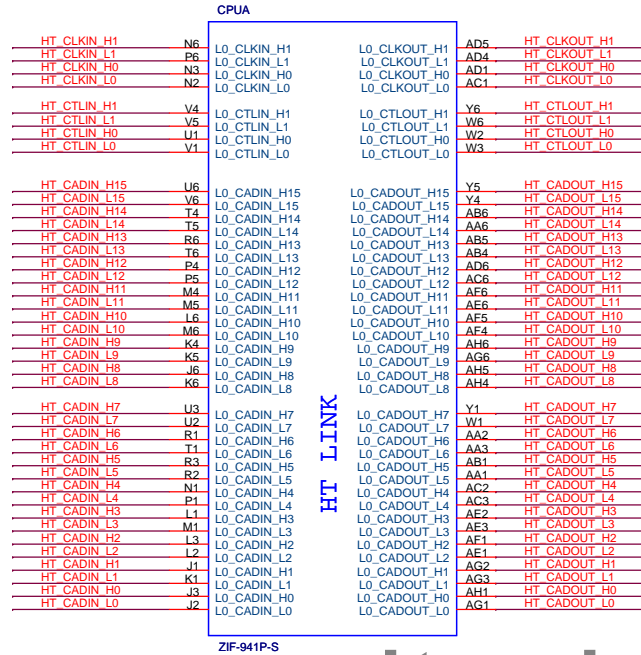 CPUA
HT_CLKIN_H1 N6 L0_CLKIN_H1 L0_CLKOUT_H1 AD5 HT_CLKOUT_H1
HT_CLKIN_L1 P6 L0_CLKIN_L1 L0_CLKOUT_L1 AD4 HT_CLKOUT_L1
HT_CLKIN_H0 N3 L0_CLKIN_H0 L0_CLKOUT_H0 AD1 HT_CLKOUT_H0
HT_CLKIN_L0 N2 L0_CLKIN_L0 L0_CLKOUT_L0 AC1 HT_CLKOUT_L0
HT_CTLIN_H1 V4 L0_CTLIN_H1 L0_CTLOUT_H1 Y6 HT_CTLOUT_H1
HT_CTLIN_L1 V5 L0_CTLIN_L1 L0_CTLOUT_L1 W6 HT_CTLOUT_L1
HT_CTLIN_H0 U1 L0_CTLIN_H0 L0_CTLOUT_H0 W2 HT_CTLOUT_H0
HT_CTLIN_L0 V1 L0_CTLIN_L0 L0_CTLOUT_L0 W3 HT_CTLOUT_L0
HT_CADIN_H15 U6 L0_CADIN_H15 L0_CADOUT_H15 Y5 HT_CADOUT_H15
HT_CADIN_L15 V6 L0_CADIN_L15 L0_CADOUT_L15 Y4 HT_CADOUT_L15
HT_CADIN_H14 T4 L0_CADIN_H14 L0_CADOUT_H14 AB6 HT_CADOUT_H14
HT_CADIN_L14 T5 L0_CADIN_L14 L0_CADOUT_L14 AA6 HT_CADOUT_L14
HT_CADIN_H13 R6 L0_CADIN_H13 L0_CADOUT_H13 AB5 HT_CADOUT_H13
HT_CADIN_L13 T6 L0_CADIN_L13 L0_CADOUT_L13 AB4 HT_CADOUT_L13
HT_CADIN_H12 P4 L0_CADIN_H12 L0_CADOUT_H12 AD6 HT_CADOUT_H12
HT_CADIN_L12 P5 L0_CADIN_L12 L0_CADOUT_L12 AC6 HT_CADOUT_L12
HT_CADIN_H11 M4 L0_CADIN_H11 L0_CADOUT_H11 AF6 HT_CADOUT_H11
HT_CADIN_L11 M5 L0_CADIN_L11 L0_CADOUT_L11 AE6 HT_CADOUT_L11
HT_CADIN_H10 L6 L0_CADIN_H10 L0_CADOUT_H10 AF5 HT_CADOUT_H10
HT_CADIN_L10 M6 L0_CADIN_L10 L0_CADOUT_L10 AF4 HT_CADOUT_L10
HT_CADIN_H9 K4 L0_CADIN_H9 L0_CADOUT_H9 AH6 HT_CADOUT_H9
HT_CADIN_L9 K5 L0_CADIN_L9 L0_CADOUT_L9 AG6 HT_CADOUT_L9
HT_CADIN_H8 J6 L0_CADIN_H8 L0_CADOUT_H8 AH5 HT_CADOUT_H8
HT_CADIN_L8 K6 L0_CADIN_L8 L0_CADOUT_L8 AH4 HT_CADOUT_L8
HT LINK
HT_CADIN_H7 U3 L0_CADIN_H7 L0_CADOUT_H7 Y1 HT_CADOUT_H7
HT_CADIN_L7 U2 L0_CADIN_L7 L0_CADOUT_L7 W1 HT_CADOUT_L7
HT_CADIN_H6 R1 L0_CADIN_H6 L0_CADOUT_H6 AA2 HT_CADOUT_H6
HT_CADIN_L6 T1 L0_CADIN_L6 L0_CADOUT_L6 AA3 HT_CADOUT_L6
HT_CADIN_H5 R3 L0_CADIN_H5 L0_CADOUT_H5 AB1 HT_CADOUT_H5
HT_CADIN_L5 R2 L0_CADIN_L5 L0_CADOUT_L5 AA1 HT_CADOUT_L5
HT_CADIN_H4 N1 L0_CADIN_H4 L0_CADOUT_H4 AC2 HT_CADOUT_H4
HT_CADIN_L4 P1 L0_CADIN_L4 L0_CADOUT_L4 AC3 HT_CADOUT_L4
HT_CADIN_H3 L1 L0_CADIN_H3 L0_CADOUT_H3 AE2 HT_CADOUT_H3
HT_CADIN_L3 M1 L0_CADIN_L3 L0_CADOUT_L3 AE3 HT_CADOUT_L3
HT_CADIN_H2 L3 L0_CADIN_H2 L0_CADOUT_H2 AF1 HT_CADOUT_H2
HT_CADIN_L2 L2 L0_CADIN_L2 L0_CADOUT_L2 AE1 HT_CADOUT_L2
HT_CADIN_H1 J1 L0_CADIN_H1 L0_CADOUT_H1 AG2 HT_CADOUT_H1
HT_CADIN_L1 K1 L0_CADIN_L1 L0_CADOUT_L1 AG3 HT_CADOUT_L1
HT_CADIN_H0 J3 L0_CADIN_H0 L0_CADOUT_H0 AH1 HT_CADOUT_H0
HT_CADIN_L0 J2 L0_CADIN_L0 L0_CADOUT_L0 AG1 HT_CADOUT_L0
ZIF-941P-S